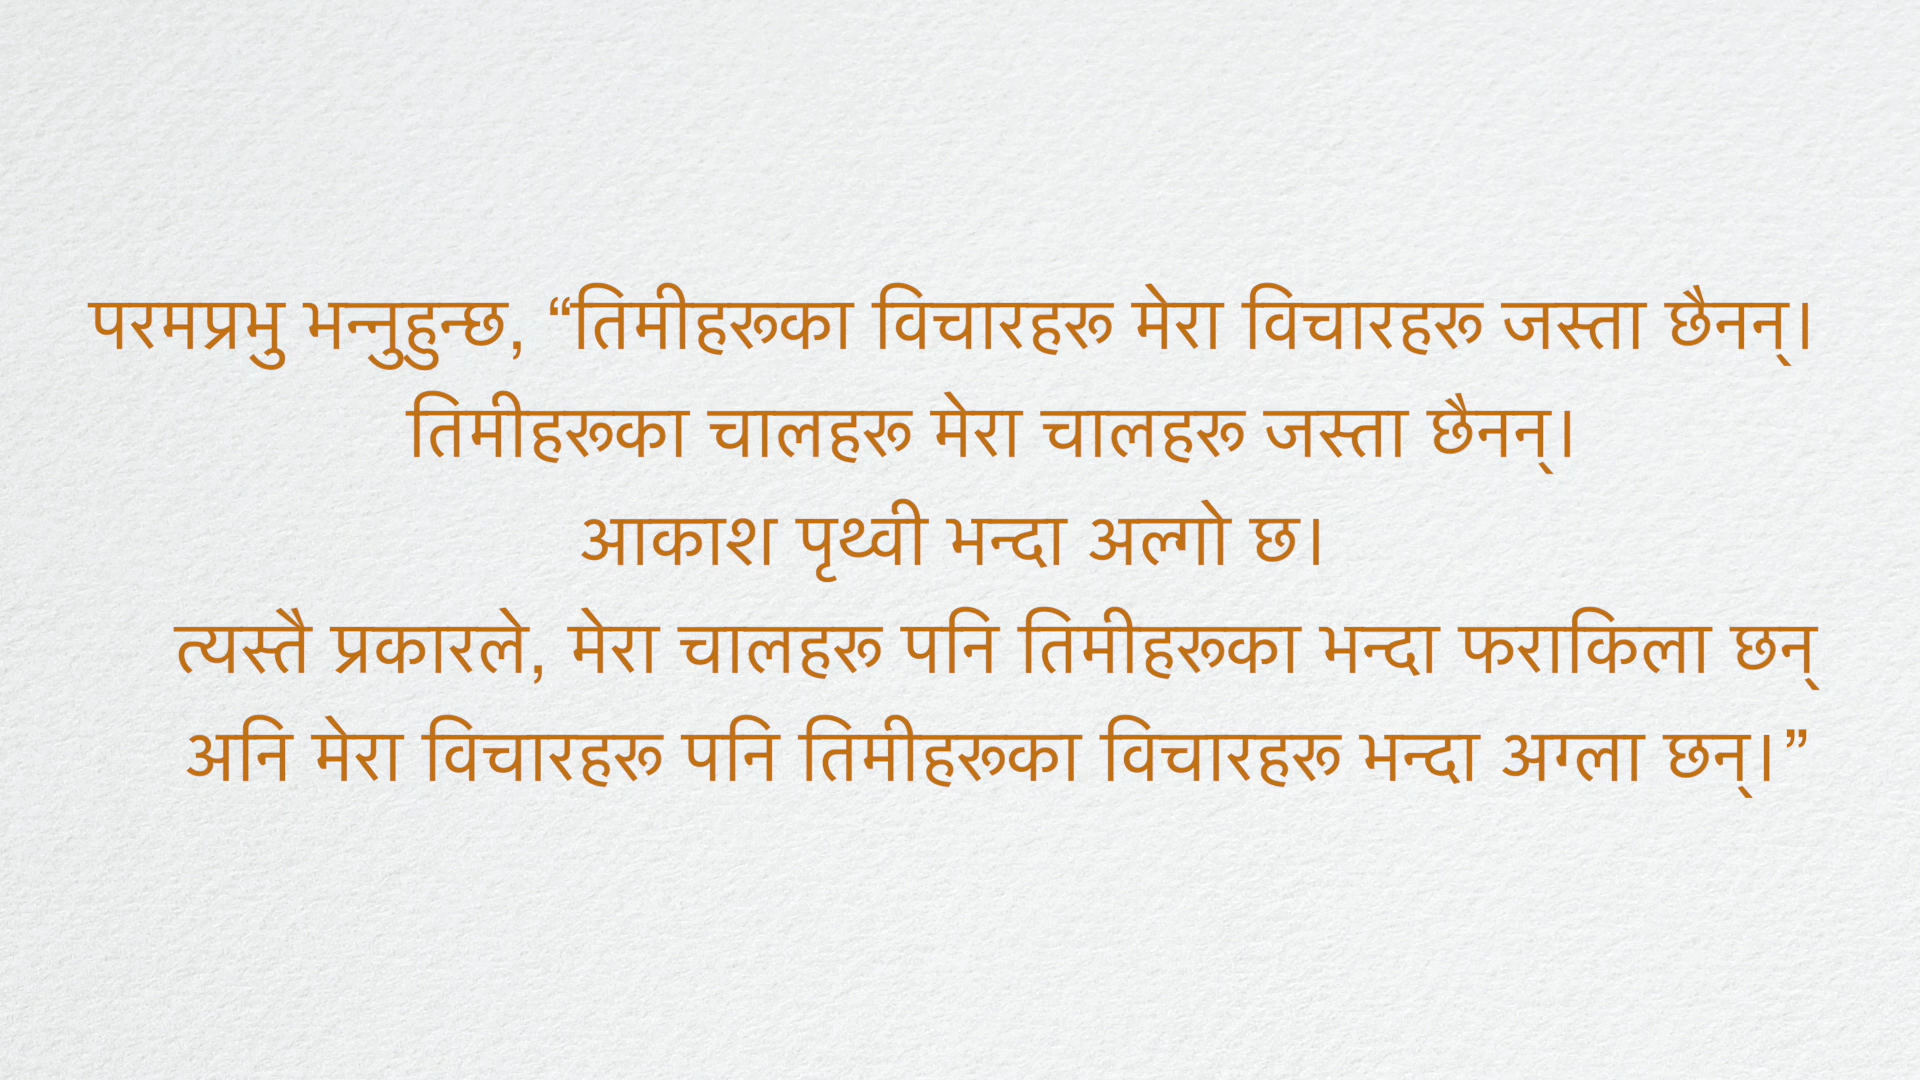 परमप्रभु भन्नुहुन्छ, “तिमीहरूका विचारहरू मेरा विचारहरू जस्ता छैनन्।
तिमीहरूका चालहरू मेरा चालहरू जस्ता छैनन्।
आकाश पृथ्वी भन्दा अल्गो छ।
त्यस्तै प्रकारले, मेरा चालहरू पनि तिमीहरूका भन्दा फराकिला छन्
अनि मेरा विचारहरू पनि तिमीहरूका विचारहरू भन्दा अग्ला छन्।”